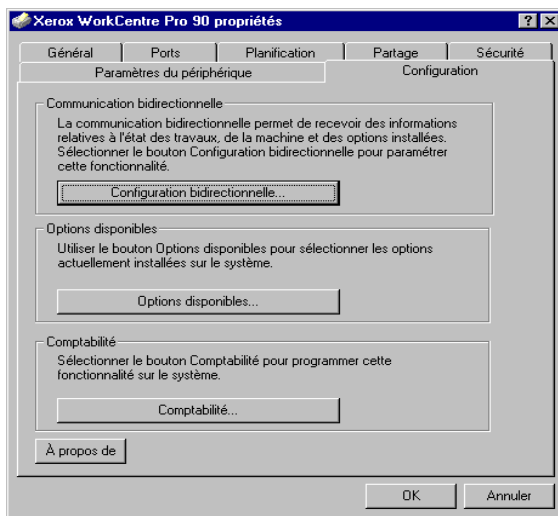 Xerox WorkCentre Pro 90 propriétés
Général Ports Planification Partage Sécurité
Paramètres du périphérique Configuration
Communication bidirectionnelle
La communication bidirectionnelle permet de recevoir des informations
relatives à l'état des travaux, de la machine et des options installées.
Sélectionner le bouton Configuration bidirectionnelle pour paramétrer
cette fonctionnalité.
Configuration bidirectionnelle...
Options disponibles
Utiliser le bouton Options disponibles pour sélectionner les options
actuellement installées sur le système.
Options disponibles...
Comptabilité
Sélectionner le bouton Comptabilité pour programmer cette
fonctionnalité sur le système.
Comptabilité...
À propos de
OK Annuler